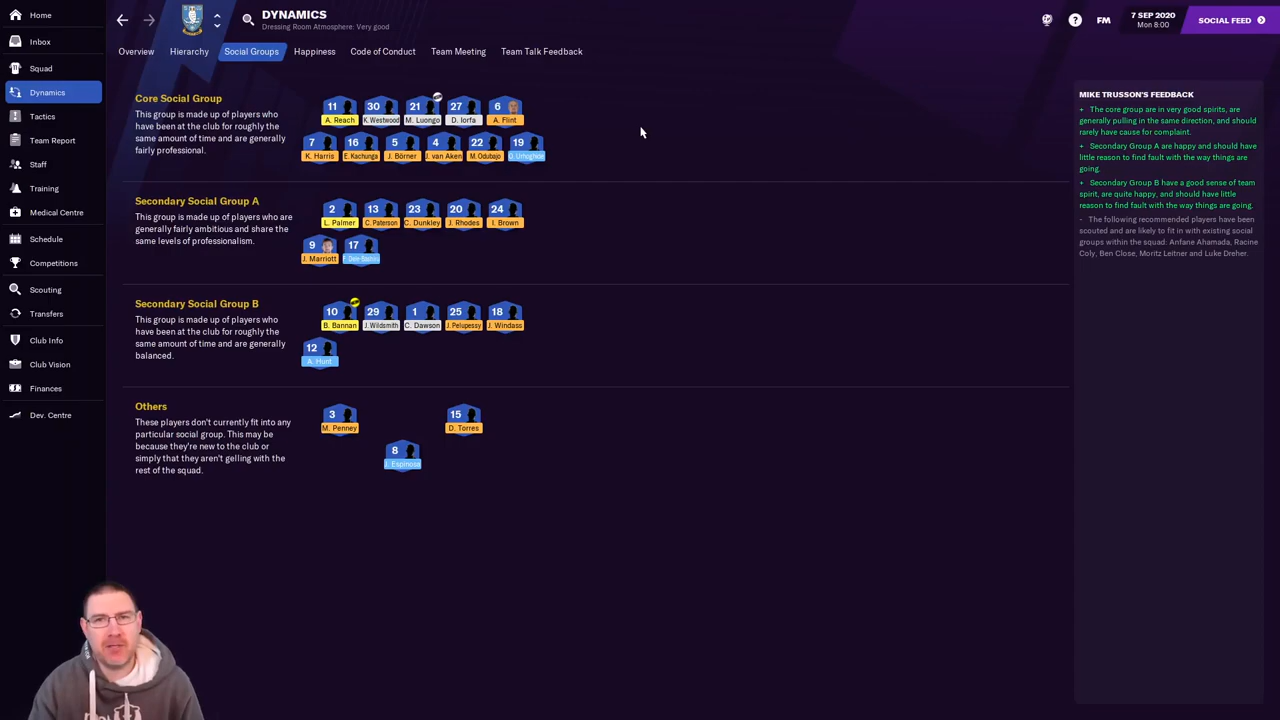 Home
Inbox
Squad
Dynamics
Tactics
Team Report
Staff
Training
Medical Centre
Schedule
Competitions
Scouting
Transfers
Club Info
Club Vision
Finances
Dev. Centre
DYNAMICS
Dressing Room Atmosphere: Very good
FM
7 SEP 2020
Mon 8:00
SOCIAL FEED
Overview
Hierarchy
Social Groups
Happiness
Code of Conduct
Team Meeting
Team Talk Feedback
Core Social Group
This group is made up of players who
have been at the club for roughly the
same amount of time and are generally
fairly professional.
11 30 21 27 6
A. Reach K. Westwood M. Luongo D. Iorfa A. Flint
7 16 5 4 22 19
K. Harris E. Kachunga J. Börner J. van Aken M. Odubajo O. Urhoghide
Secondary Social Group A
This group is made up of players who are
generally fairly ambitious and share the
same levels of professionalism.
2 13 23 20 24
L. Palmer C. Paterson C. Dunkley J. Rhodes I. Brown
9 17
J. Marriott
Secondary Social Group B
This group is made up of players who
have been at the club for roughly the
same amount of time and are generally
balanced.
10 29 1 25 18
B. Bannan J. Wildsmith C. Dawson J. Pelupessy J. Windass
12
A. Hunt
Others
These players don't currently fit into any
particular social group. This may be
because they're new to the club or
simply that they aren't gelling with the
rest of the squad.
3 15
M. Penney D. Torres
8
J. Espinosa
MIKE TRUSSON'S FEEDBACK
+ The core group are in very good spirits, are
generally pulling in the same direction, and should
rarely have cause for complaint.
+ Secondary Group A are happy and should have
little reason to find fault with the way things are
going.
+ Secondary Group B have a good sense of team
spirit, are quite happy, and should have little
reason to find fault with the way things are going.
- The following recommended players have been
scouted and are likely to fit in with existing social
groups within the squad: Anfane Ahamada, Racine
Coly, Ben Close, Moritz Leitner and Luke Dreher.